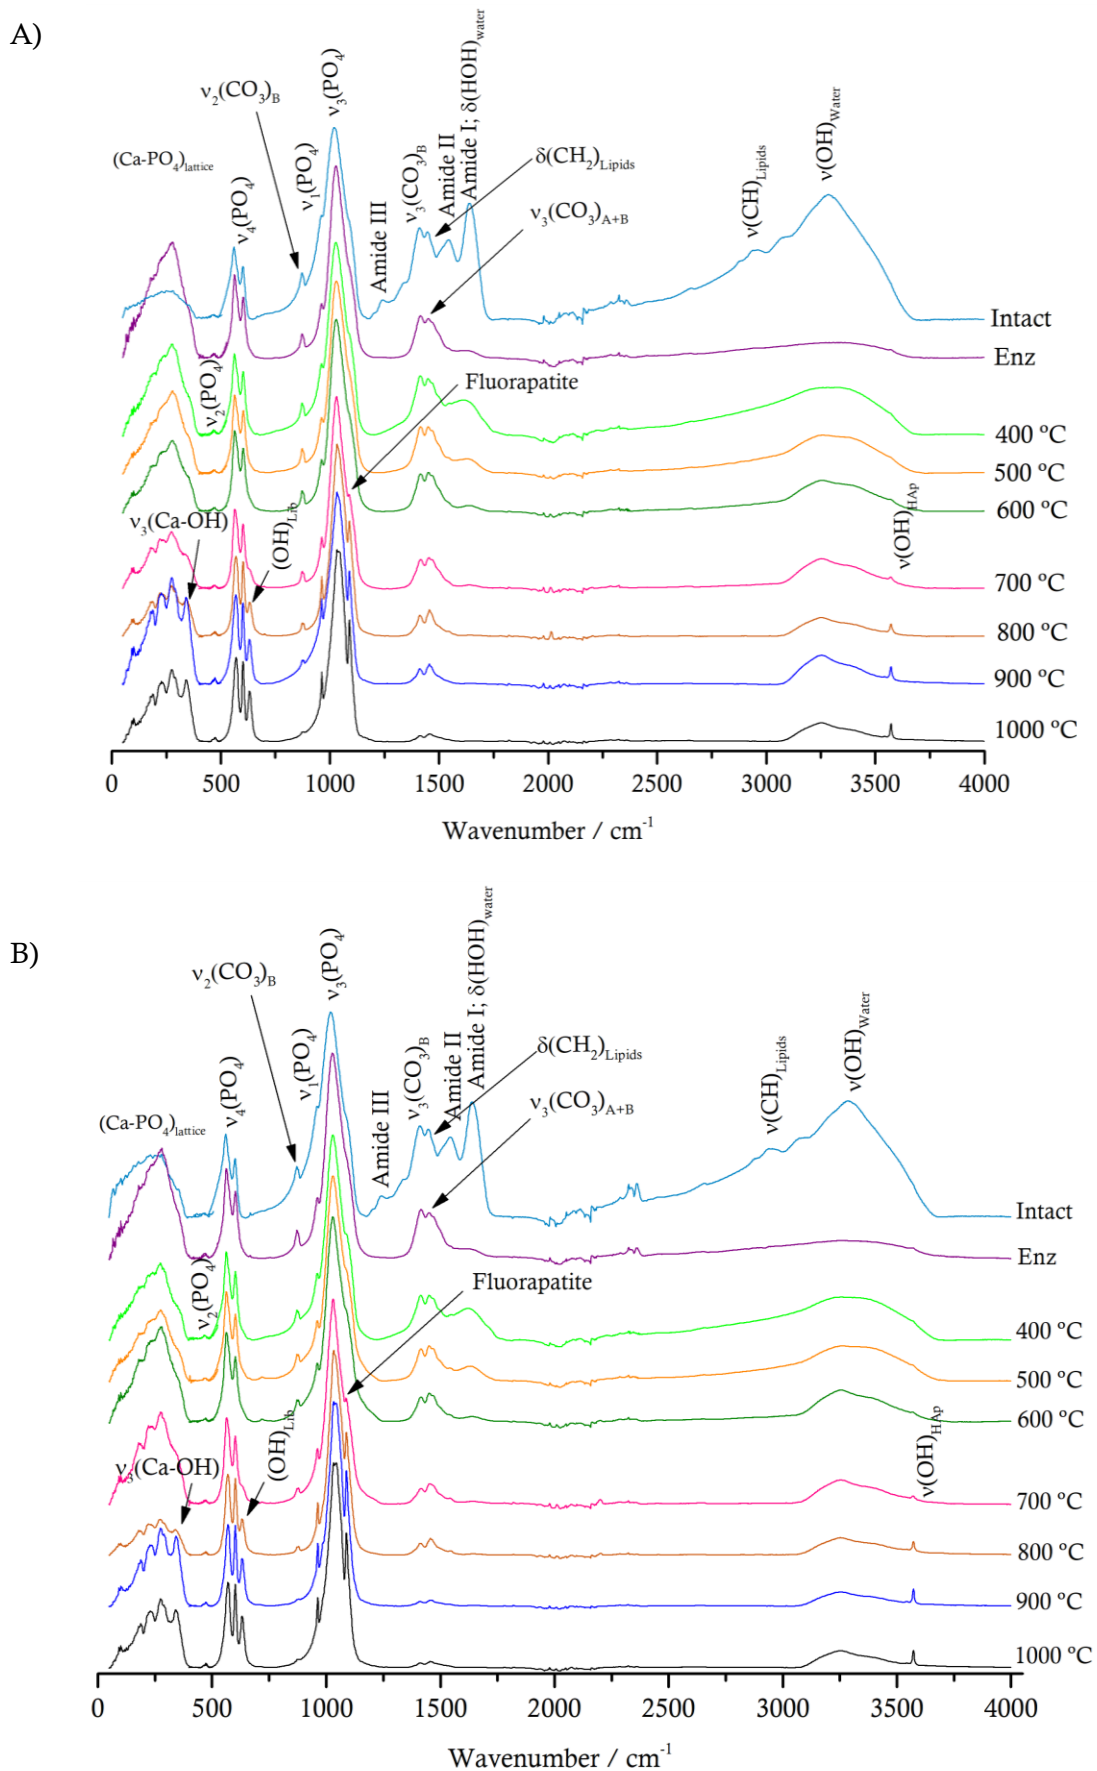 A)
ν3(PO4)
Amide I; δ(HOH)water
ν2(CO3)B
ν(OH)Water
(Ca-PO4)lattice
ν4(PO4)
ν1(PO4)
Amide III
ν3(CO3)B
Amide II
δ(CH2)Lipids
ν3(CO3)A+B
ν(CH)Lipids
Intact
Enz
ν2(PO4)
Fluorapatite
400 ºC
500 ºC
600 ºC
ν3(Ca-OH)
(OH)Lib
ν(OH)HAp
700 ºC
800 ºC
900 ºC
1000 ºC
0 500 1000 1500 2000 2500 3000 3500 4000
Wavenumber / cm-1
B)
ν3(PO4)
Amide I; δ(HOH)water
ν2(CO3)B
ν(OH)Water
(Ca-PO4)lattice
ν4(PO4)
ν1(PO4)
Amide III
ν3(CO3)B
Amide II
δ(CH2)Lipids
ν3(CO3)A+B
ν(CH)Lipids
Intact
Enz
ν2(PO4)
Fluorapatite
400 ºC
500 ºC
600 ºC
ν3(Ca-OH)
(OH)Lib
ν(OH)HAp
700 ºC
800 ºC
900 ºC
1000 ºC
0 500 1000 1500 2000 2500 3000 3500 4000
Wavenumber / cm-1